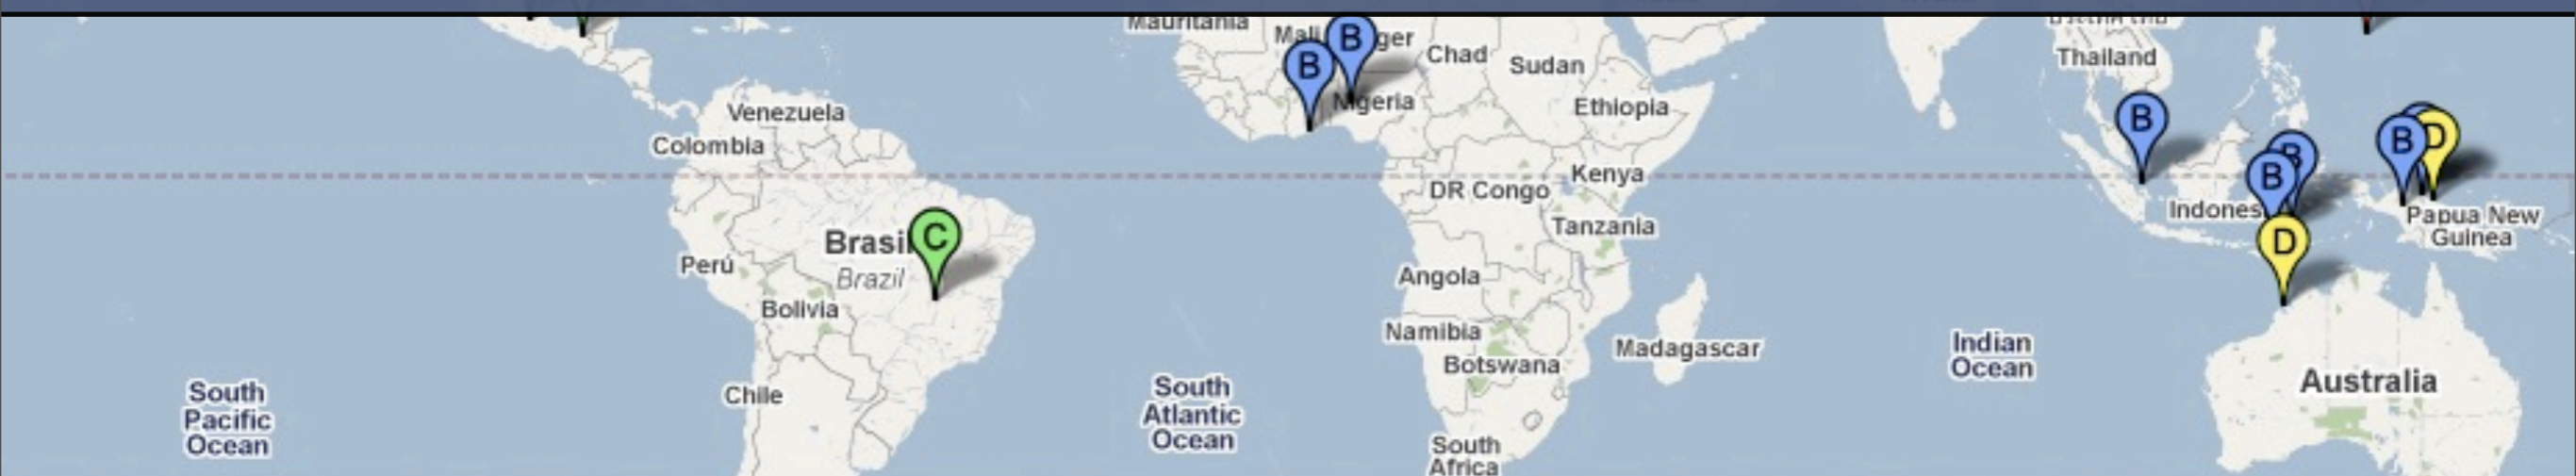 Mauritania
Mali
B
ger
Chad
Sudan
Thailand
B
Nigeria
Ethiopia
Venezuela
Colombia
B
B
D
B
B
Kenya
DR Congo
Indones
Papua New
Guinea
Tanzania
Brasil
Brazil
C
D
Perú
Angola
Bolivia
Namibia
Madagascar
Botswana
Indian
Ocean
Australia
Chile
South
Pacific
Ocean
South
Atlantic
Ocean
South
Africa